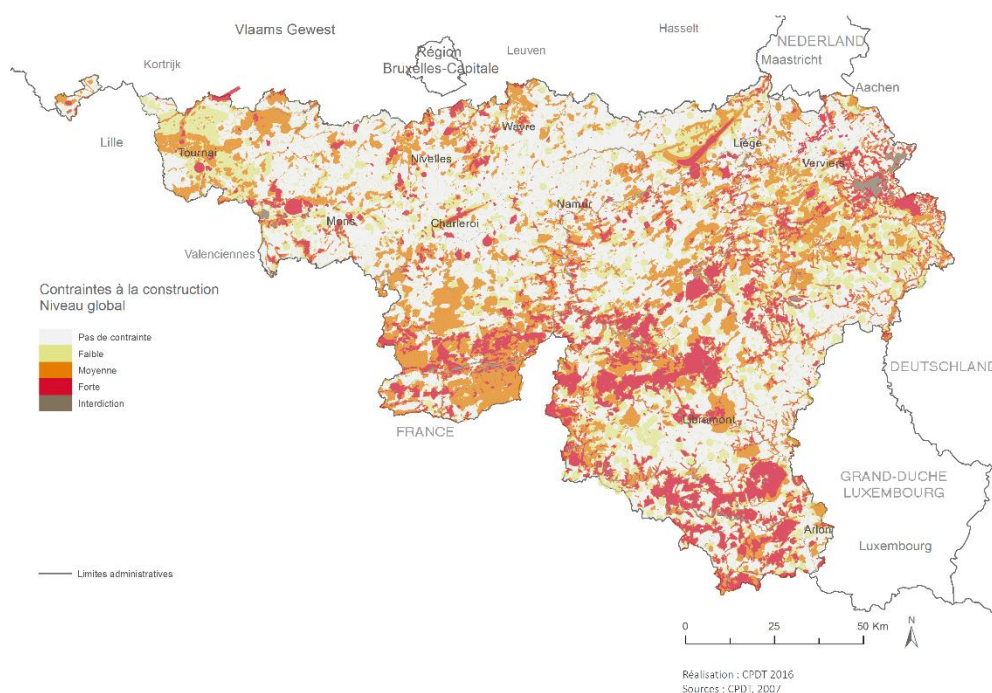 Vlaams Gewest
Hasselt
NEDERLAND
Maastricht
Région
Bruxelles-Capitale
Leuven
Kortrijk
Aachen
Lille
Tournai
Nivelles
Wavre
Liège
Verviers
Mons
Charleroi
Namur
Valenciennes
Contraintes à la construction
Niveau global
Pas de contrainte
Faible
Moyenne
Forte
Interdiction
DEUTSCHLAND
FRANCE
Libramont
GRAND-DUCHE
LUXEMBOURG
Arlon
Luxembourg
Limites administratives
0 25 50 Km
N
Réalisation : CPDT 2016
Sources : CPDT, 2007